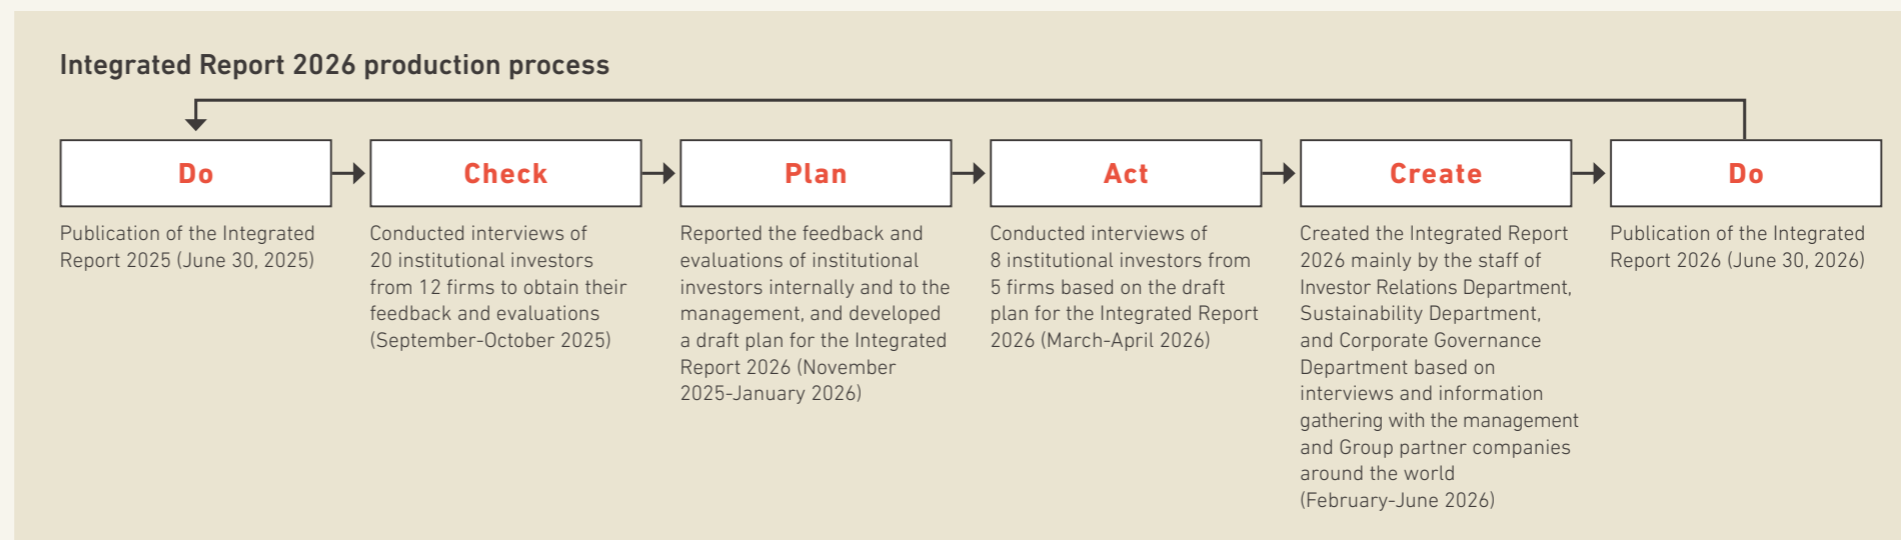 Integrated Report 2026 production process
Do
Publication of the Integrated
Report 2025 (June 30, 2025)
Check
Conducted interviews of
20 institutional investors
from 12 firms to obtain their
feedback and evaluations
(September-October 2025)
Plan
Reported the feedback and
evaluations of institutional
investors internally and to the
management, and developed
a draft plan for the Integrated
Report 2026 (November
2025-January 2026)
Act
Conducted interviews of
8 institutional investors from
5 firms based on the draft
plan for the Integrated Report
2026 (March-April 2026)
Create
Created the Integrated Report
2026 mainly by the staff of
Investor Relations Department,
Sustainability Department,
and Corporate Governance
Department based on
interviews and information
gathering with the management
and Group partner companies
around the world
(February-June 2026)
Do
Publication of the Integrated
Report 2026 (June 30, 2026)